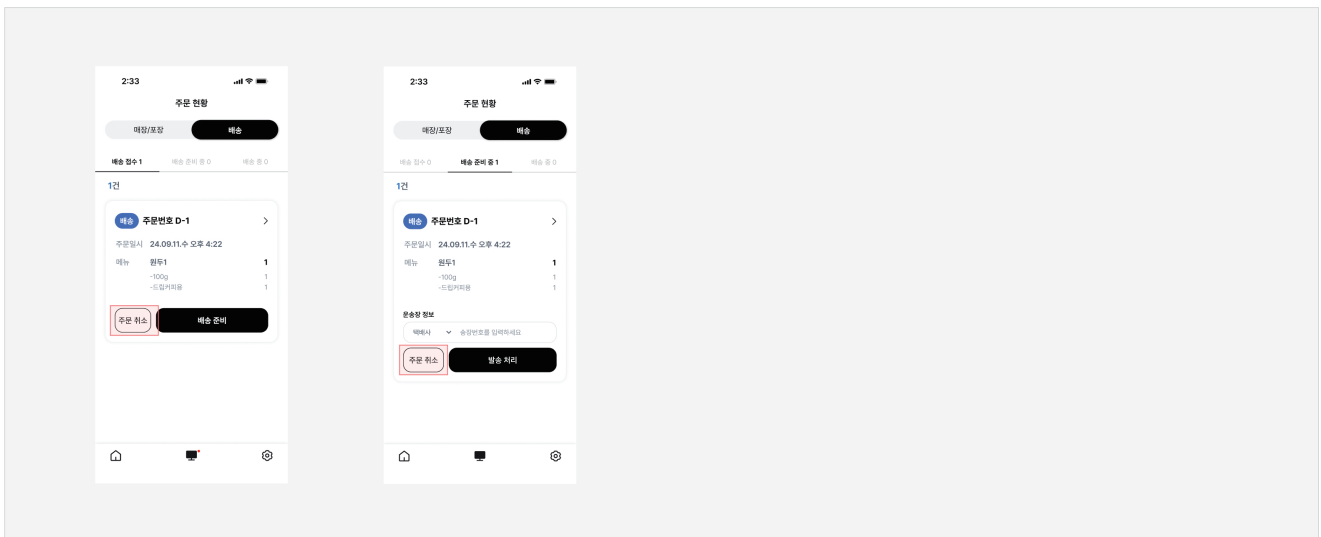 2:33
주문 현황
매장/포장 배송
배송 접수 1 배송 준비 중 0 배송 중 0
1건
배송 주문번호 D-1
주문일시 24.09.11.수 오후 4:22
메뉴 원두1 1
-100g 1
-드립커피용 1
주문 취소 배송 준비
2:33
주문 현황
매장/포장 배송
배송 접수 0 배송 준비 중 1 배송 중 0
1건
배송 주문번호 D-1
주문일시 24.09.11.수 오후 4:22
메뉴 원두1 1
-100g 1
-드립커피용 1
운송장 정보
택배사 송장번호를 입력하세요
주문 취소 발송 처리